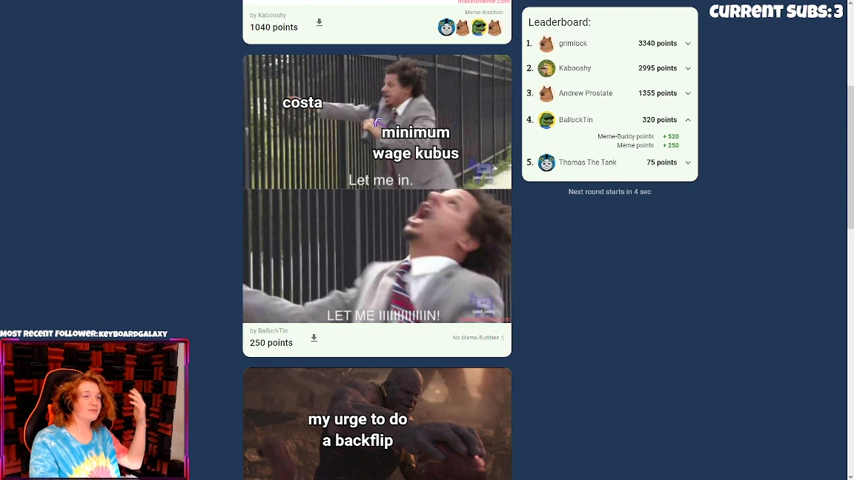 makeameme.com
by Kabooshy
1040 points
Meme-Buddies:
costa
minimum
wage kubus
Let me in.
LET ME IIIIIIIIIIIIN!
by BallockTin
250 points
No Meme-Buddies :(
my urge to do
a backflip
CURRENT SUBS: 3
Leaderboard:
1. grimlock 3340 points
2. Kabooshy 2995 points
3. Andrew Prostate 1355 points
4. BallockTin 320 points
Meme-Buddy points + 520
Meme points + 250
5. Thomas The Tank 75 points
Next round starts in 4 sec
MOST RECENT FOLLOWER: KEYBOARDGALAXY